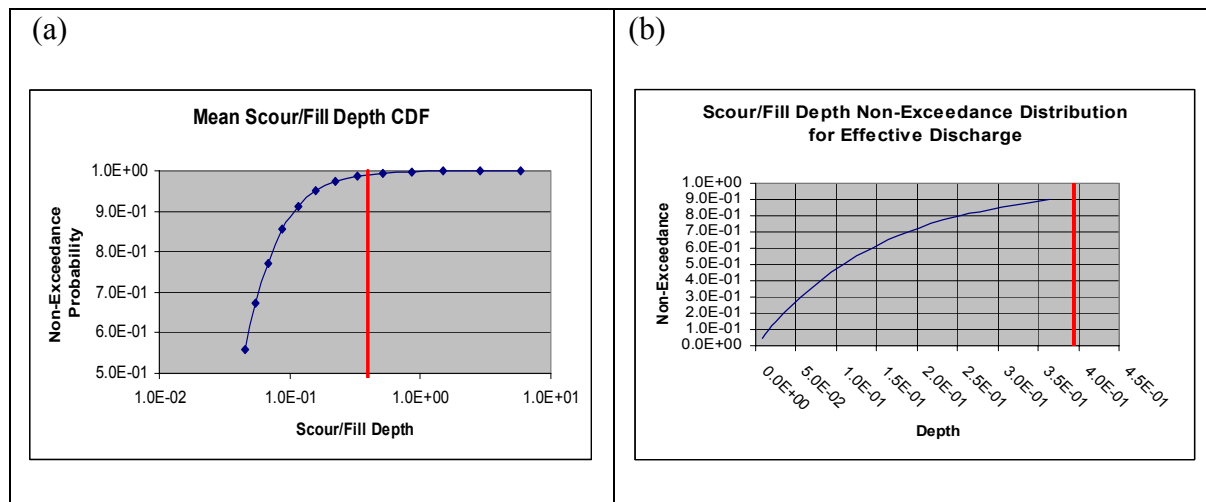 (a)
Mean Scour/Fill Depth CDF
Non-Exceedance
Probability
1.0E+00
9.0E-01
8.0E-01
7.0E-01
6.0E-01
5.0E-01
1.0E-02
1.0E-01
1.0E+00
1.0E+01
Scour/Fill Depth
(b)
Scour/Fill Depth Non-Exceedance Distribution
for Effective Discharge
Non-Exceedance
1.0E+00
9.0E-01
8.0E-01
7.0E-01
6.0E-01
5.0E-01
4.0E-01
3.0E-01
2.0E-01
1.0E-01
0.0E+00
0.0E+00
5.0E-02
1.0E-01
1.5E-01
2.0E-01
2.5E-01
3.0E-01
3.5E-01
4.0E-01
4.5E-01
Depth